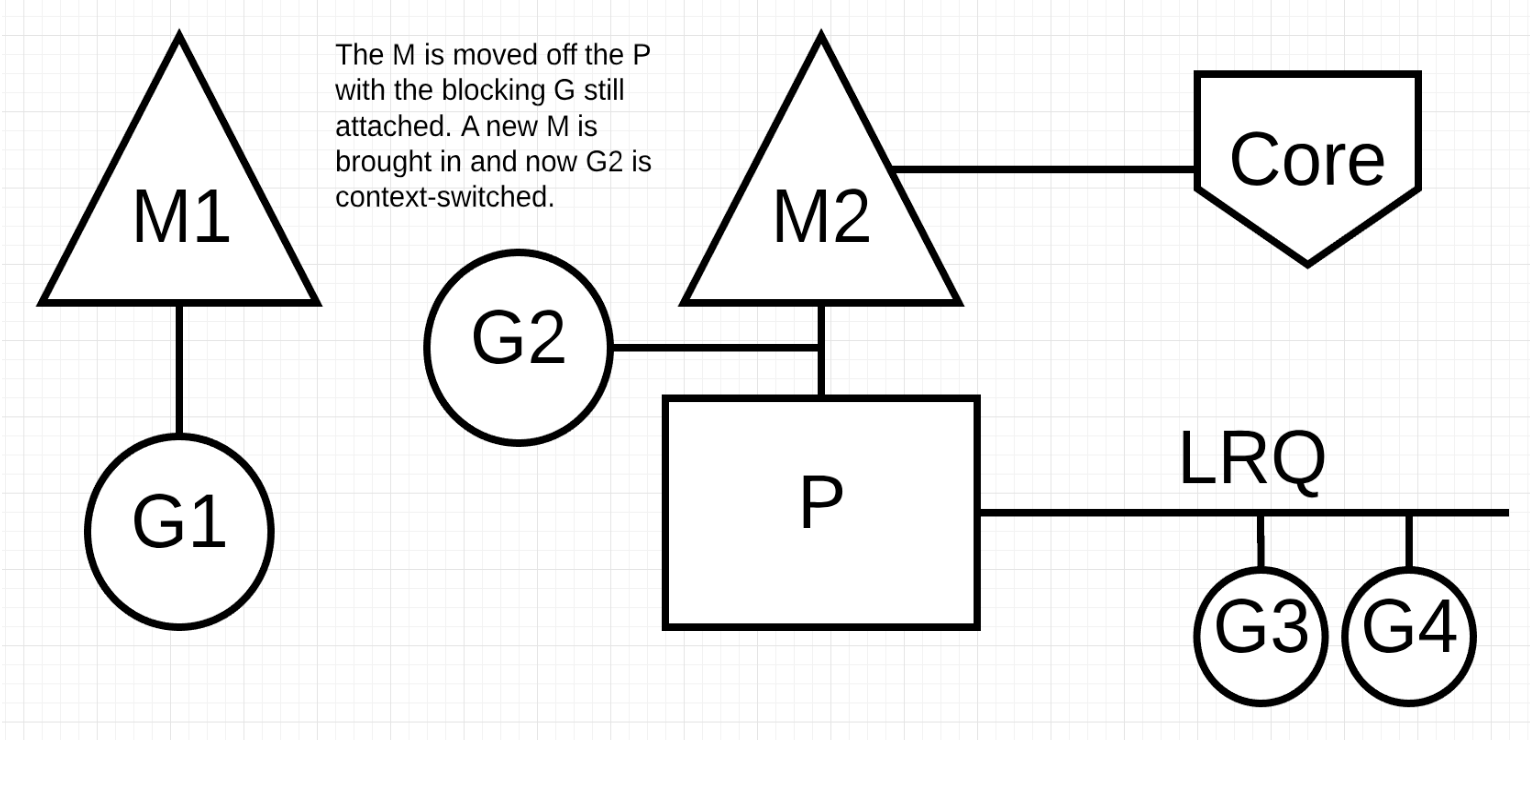 The M is moved off the P
with the blocking G still
attached. A new M is
brought in and now G2 is
context-switched.
M1
M2
Core
G2
G1
P
LRQ
G3
G4